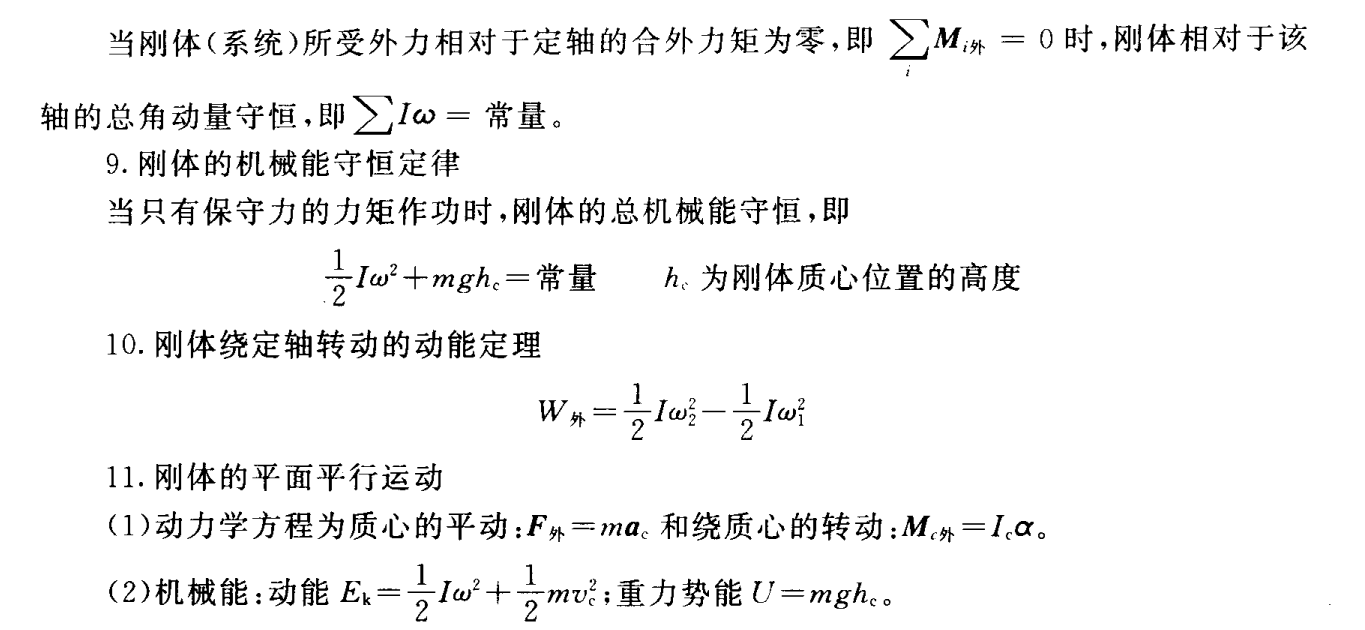 当刚体(系统)所受外力相对于定轴的合外力矩为零,即 $\sum_{i} \boldsymbol{M}_{i外} = 0$ 时,刚体相对于该
轴的总角动量守恒,即 $\sum I\boldsymbol{\omega} =$ 常量。
9. 刚体的机械能守恒定律
当只有保守力的力矩作功时,刚体的总机械能守恒,即
$\frac{1}{2}I\omega^2 + mgh_c = 常量$ $h_c$ 为刚体质心位置的高度
10. 刚体绕定轴转动的动能定理
$W_{外} = \frac{1}{2}I\omega_2^2 - \frac{1}{2}I\omega_1^2$
11. 刚体的平面平行运动
(1)动力学方程为质心的平动:$\boldsymbol{F}_{外} = m\boldsymbol{a}_c$ 和绕质心的转动:$\boldsymbol{M}_{c外} = I_c\boldsymbol{\alpha}$。
(2)机械能:动能 $E_k = \frac{1}{2}I\omega^2 + \frac{1}{2}mv_c^2$;重力势能 $U = mgh_c$。